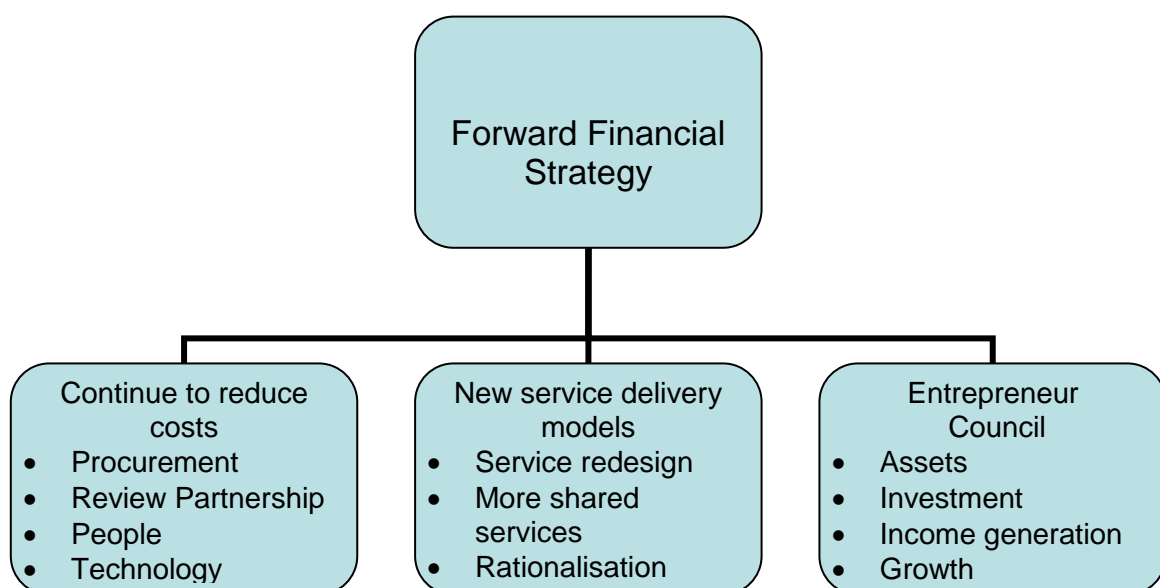 Forward Financial
Strategy
Continue to reduce
costs
• Procurement
• Review Partnership
• People
• Technology
New service delivery
models
• Service redesign
• More shared
services
• Rationalisation
Entrepreneur
Council
• Assets
• Investment
• Income generation
• Growth